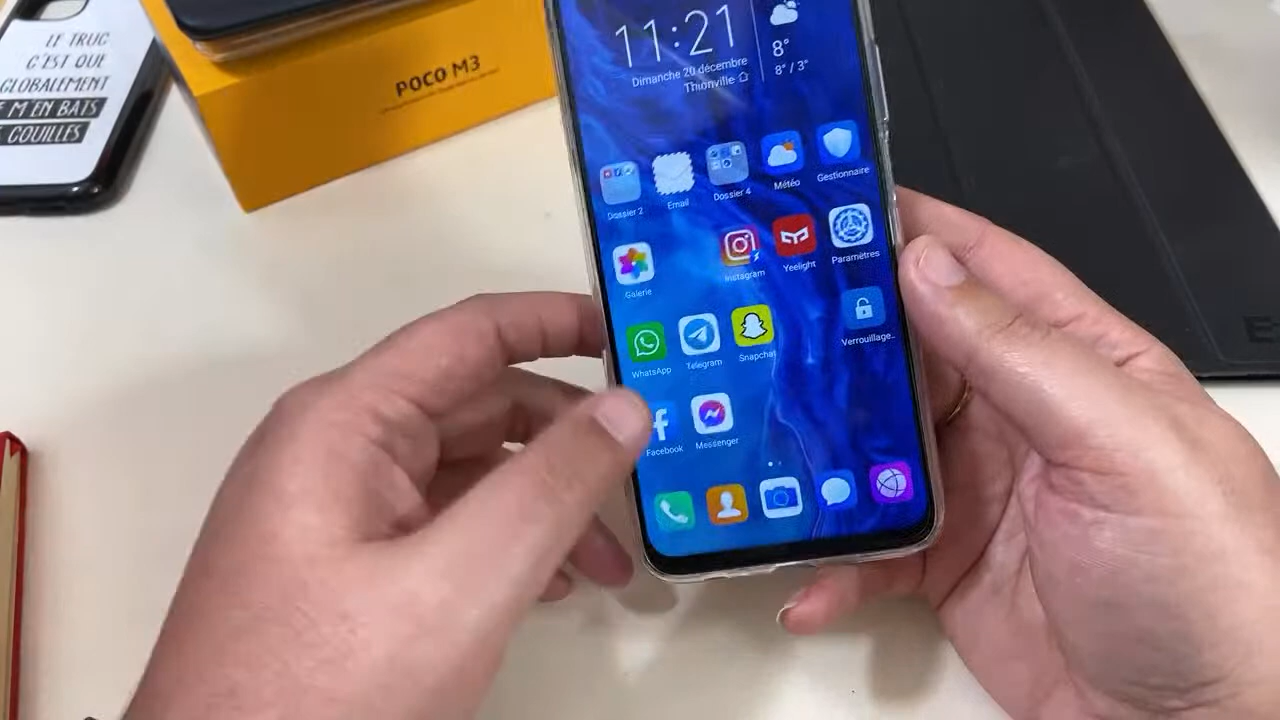 LE TRUC
C'EST QUE
GLOBALEMENT
M EN BATS
COUILLES
POCO M3
11:21
Dimanche 20 décembre
Thionville
8°
8° / 3°
Dossier 2
Email
Dossier 4
Météo
Gestionnaire
Galerie
Instagram
Yeelight
Paramètres
WhatsApp
Telegram
Snapchat
Verrouillage..
Facebook
Messenger